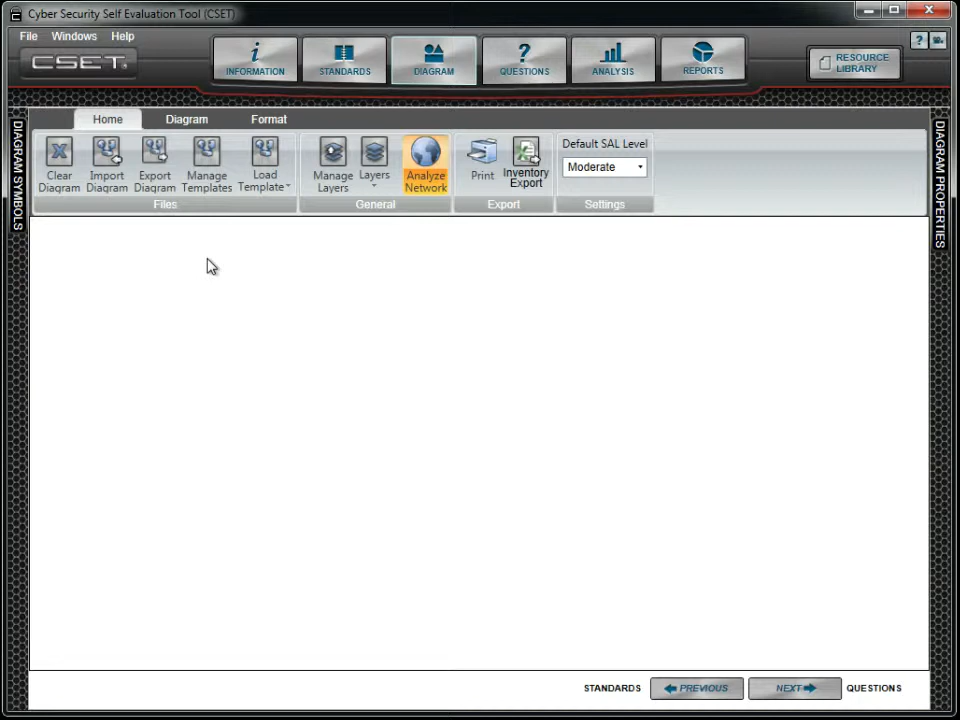 Cyber Security Self Evaluation Tool (CSET)
File Windows Help
CSET
INFORMATION
STANDARDS
DIAGRAM
QUESTIONS
ANALYSIS
REPORTS
RESOURCE
LIBRARY
Home Diagram Format
Clear
Diagram
Import
Diagram
Export
Diagram
Manage
Templates
Load
Template
Files
Manage
Layers
Layers
Analyze
Network
General
Print
Inventory
Export
Export
Default SAL Level
Moderate
Settings
DIAGRAM SYMBOLS
DIAGRAM PROPERTIES
STANDARDS PREVIOUS NEXT QUESTIONS